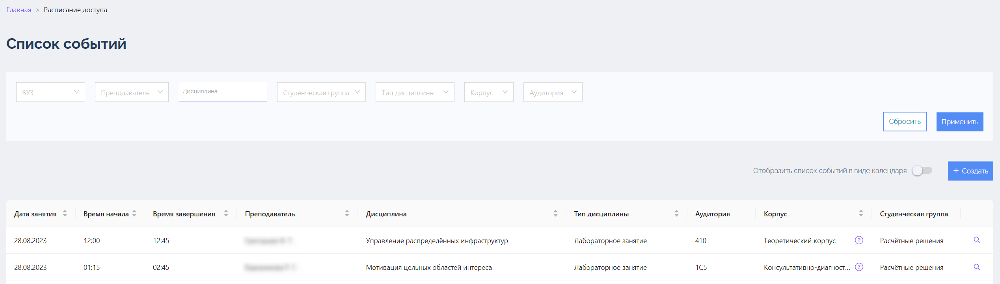 Главная > Расписание доступа
Список событий
ВУЗ Преподаватель Дисциплина Студенческая группа Тип дисциплины Корпус Аудитория
Сбросить Применить
Отобразить список событий в виде календаря + Создать
Дата занятия Время начала Время завершения Преподаватель Дисциплина Тип дисциплины Аудитория Корпус Студенческая группа
28.08.2023 12:00 12:45 Управление распределённых инфраструктур Лабораторное занятие 410 Теоретический корпус ? Расчётные решения
28.08.2023 01:15 02:45 Мотивация цельных областей интереса Лабораторное занятие 1С5 Консультативно-диагност... ? Расчётные решения